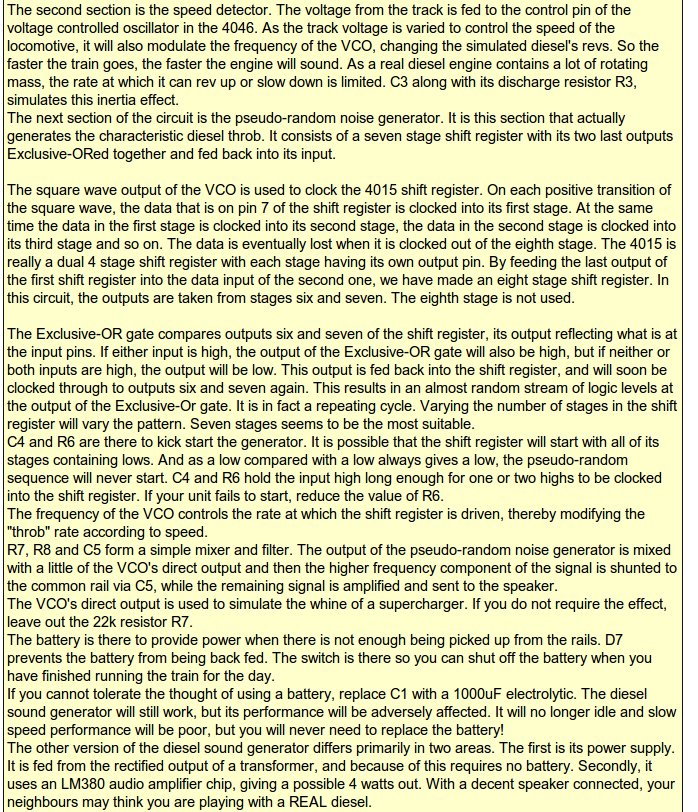 The second section is the speed detector. The voltage from the track is fed to the control pin of the
voltage controlled oscillator in the 4046. As the track voltage is varied to control the speed of the
locomotive, it will also modulate the frequency of the VCO, changing the simulated diesel's revs. So the
faster the train goes, the faster the engine will sound. As a real diesel engine contains a lot of rotating
mass, the rate at which it can rev up or slow down is limited. C3 along with its discharge resistor R3,
simulates this inertia effect.
The next section of the circuit is the pseudo-random noise generator. It is this section that actually
generates the characteristic diesel throb. It consists of a seven stage shift register with its two last outputs
Exclusive-ORed together and fed back into its input.

The square wave output of the VCO is used to clock the 4015 shift register. On each positive transition of
the square wave, the data that is on pin 7 of the shift register is clocked into its first stage. At the same
time the data in the first stage is clocked into its second stage, the data in the second stage is clocked into
its third stage and so on. The data is eventually lost when it is clocked out of the eighth stage. The 4015 is
really a dual 4 stage shift register with each stage having its own output pin. By feeding the last output of
the first shift register into the data input of the second one, we have made an eight stage shift register. In
this circuit, the outputs are taken from stages six and seven. The eighth stage is not used.

The Exclusive-OR gate compares outputs six and seven of the shift register, its output reflecting what is at
the input pins. If either input is high, the output of the Exclusive-OR gate will also be high, but if neither or
both inputs are high, the output will be low. This output is fed back into the shift register, and will soon be
clocked through to outputs six and seven again. This results in an almost random stream of logic levels at
the output of the Exclusive-Or gate. It is in fact a repeating cycle. Varying the number of stages in the shift
register will vary the pattern. Seven stages seems to be the most suitable.
C4 and R6 are there to kick start the generator. It is possible that the shift register will start with all of its
stages containing lows. And as a low compared with a low always gives a low, the pseudo-random
sequence will never start. C4 and R6 hold the input high long enough for one or two highs to be clocked
into the shift register. If your unit fails to start, reduce the value of R6.
The frequency of the VCO controls the rate at which the shift register is driven, thereby modifying the
"throb" rate according to speed.
R7, R8 and C5 form a simple mixer and filter. The output of the pseudo-random noise generator is mixed
with a little of the VCO's direct output and then the higher frequency component of the signal is shunted to
the common rail via C5, while the remaining signal is amplified and sent to the speaker.
The VCO's direct output is used to simulate the whine of a supercharger. If you do not require the effect,
leave out the 22k resistor R7.
The battery is there to provide power when there is not enough being picked up from the rails. D7
prevents the battery from being back fed. The switch is there so you can shut off the battery when you
have finished running the train for the day.
If you cannot tolerate the thought of using a battery, replace C1 with a 1000uF electrolytic. The diesel
sound generator will still work, but its performance will be adversely affected. It will no longer idle and slow
speed performance will be poor, but you will never need to replace the battery!
The other version of the diesel sound generator differs primarily in two areas. The first is its power supply.
It is fed from the rectified output of a transformer, and because of this requires no battery. Secondly, it
uses an LM380 audio amplifier chip, giving a possible 4 watts out. With a decent speaker connected, your
neighbours may think you are playing with a REAL diesel.